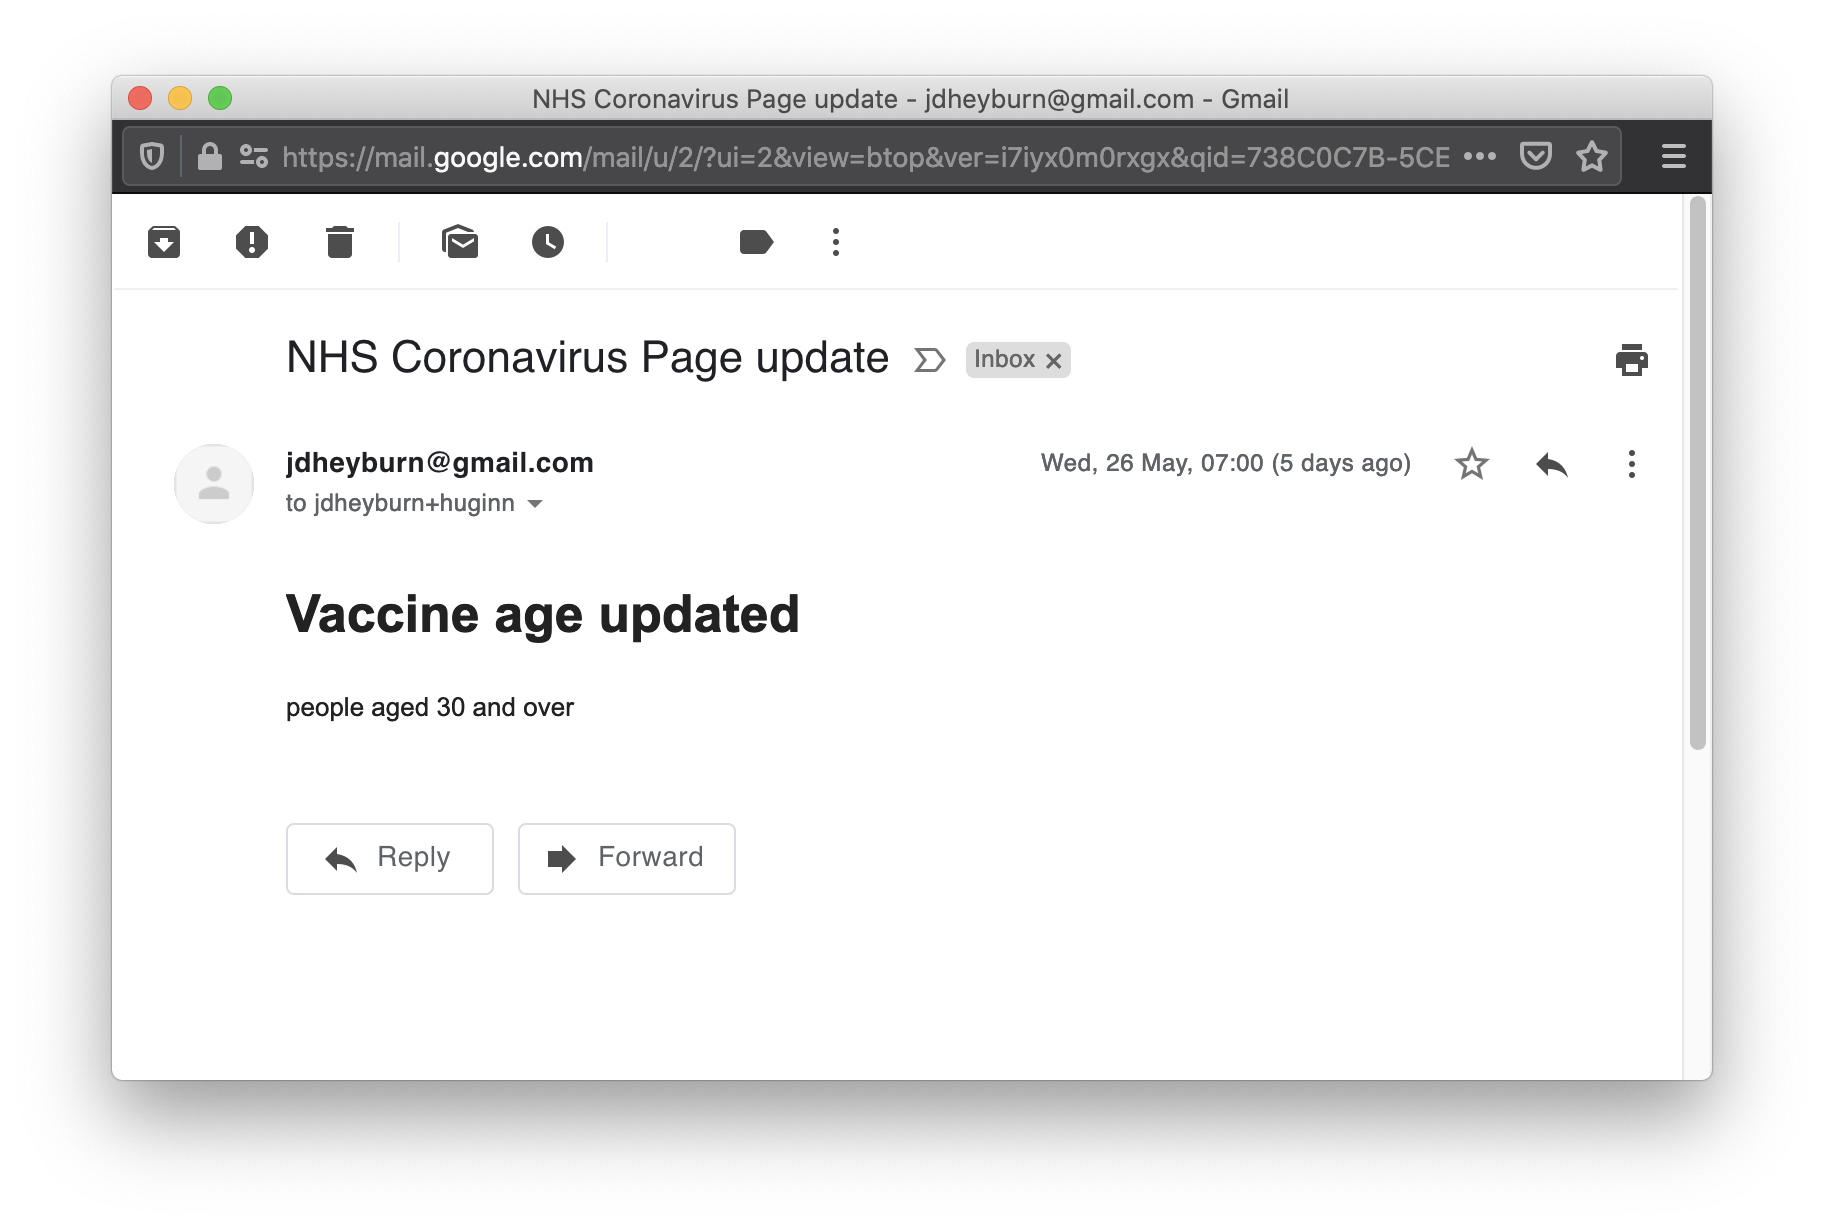 NHS Coronavirus Page update - jdheyburn@gmail.com - Gmail
https://mail.google.com/mail/u/2/?ui=2&view=btop&ver=i7iyx0m0rxgx&qid=738C0C7B-5CE
NHS Coronavirus Page update Inbox
jdheyburn@gmail.com Wed, 26 May, 07:00 (5 days ago)
to jdheyburn+huginn
Vaccine age updated
people aged 30 and over
Reply Forward